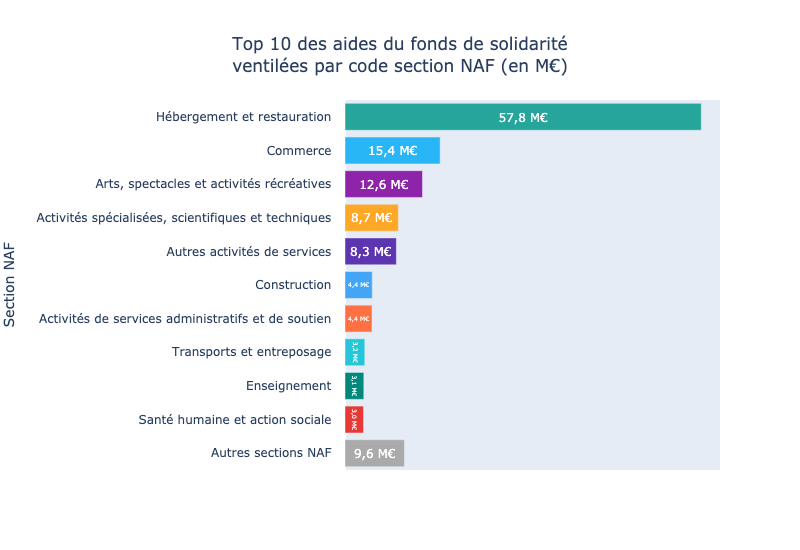 Top 10 des aides du fonds de solidarité
ventilées par code section NAF (en M€)
Section NAF
Hébergement et restauration 57,8 M€
Commerce 15,4 M€
Arts, spectacles et activités récréatives 12,6 M€
Activités spécialisées, scientifiques et techniques 8,7 M€
Autres activités de services 8,3 M€
Construction 4,4 M€
Activités de services administratifs et de soutien 4,4 M€
Transports et entreposage 3,2 M€
Enseignement 3,1 M€
Santé humaine et action sociale 3,0 M€
Autres sections NAF 9,6 M€